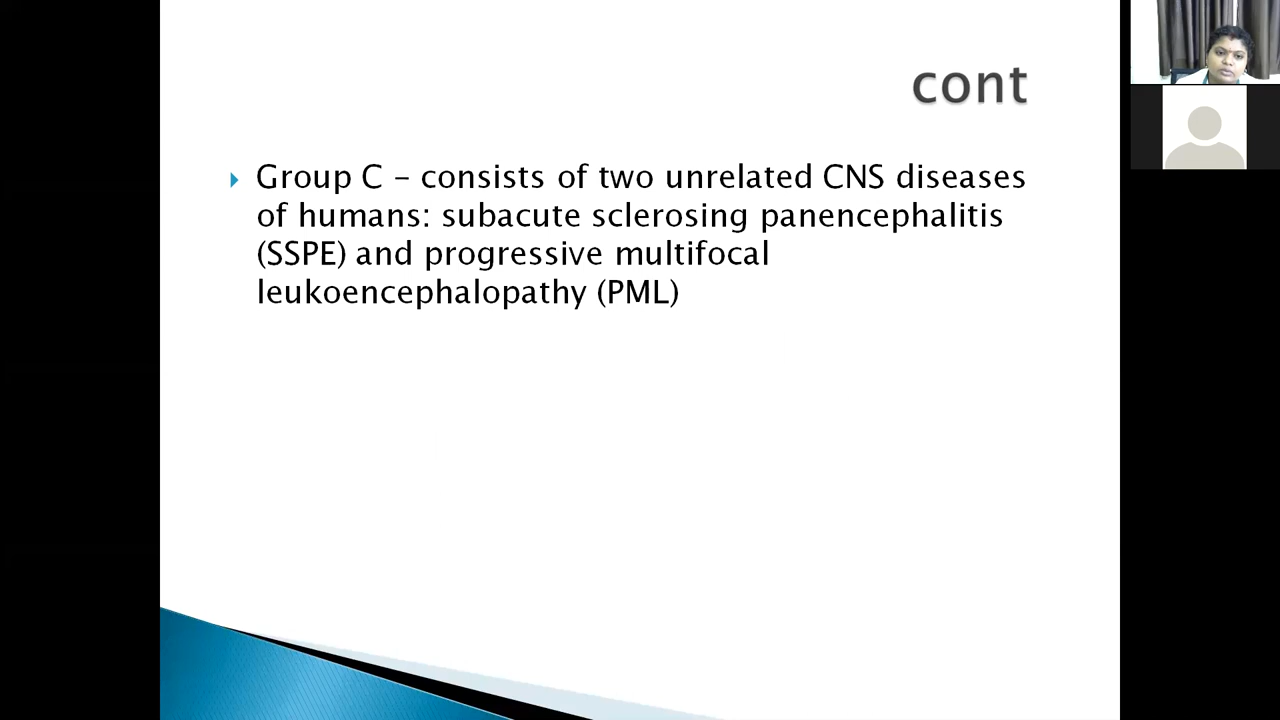 cont
Group C – consists of two unrelated CNS diseases
of humans: subacute sclerosing panencephalitis
(SSPE) and progressive multifocal
leukoencephalopathy (PML)